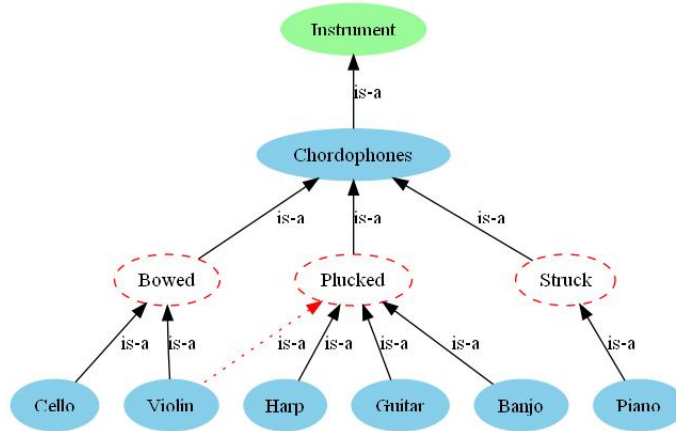 Instrument
is-a
Chordophones
is-a is-a is-a
Bowed Plucked Struck
is-a is-a is-a is-a is-a is-a is-a
Cello Violin Harp Guitar Banjo Piano